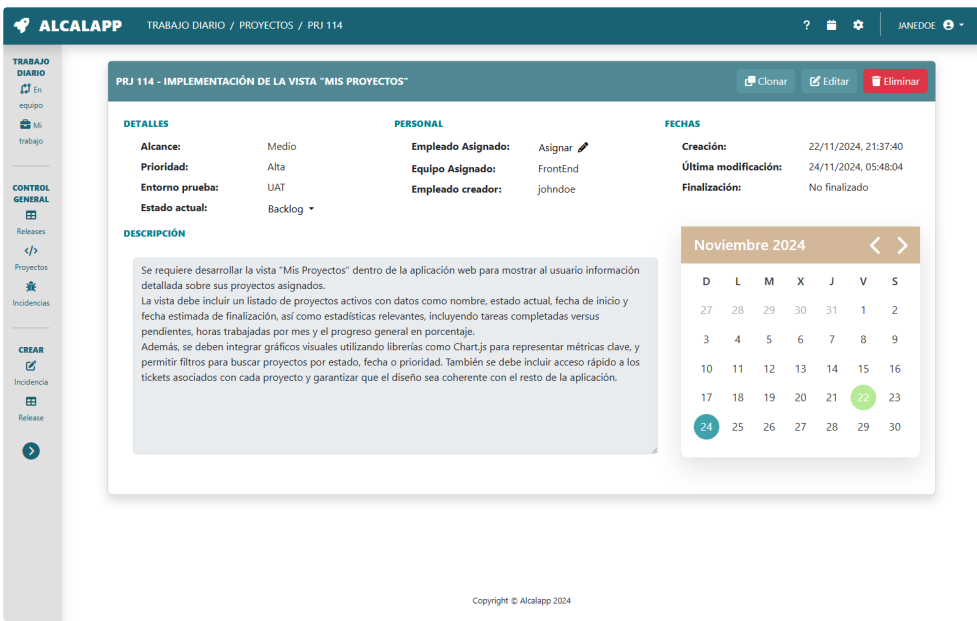 ALCALAPP
TRABAJO DIARIO / PROYECTOS / PRJ 114
?
JANEDOE
TRABAJO
DIARIO
En
equipo
Mi
trabajo
CONTROL
GENERAL
Releases
</>
Proyectos
Incidencias
CREAR
Incidencia
Release
PRJ 114 - IMPLEMENTACIÓN DE LA VISTA "MIS PROYECTOS"
Clonar
Editar
Eliminar
DETALLES
Alcance: Medio
Prioridad: Alta
Entorno prueba: UAT
Estado actual: Backlog
PERSONAL
Empleado Asignado: Asignar
Equipo Asignado: FrontEnd
Empleado creador: johndoe
FECHAS
Creación: 22/11/2024, 21:37:40
Última modificación: 24/11/2024, 05:48:04
Finalización: No finalizado
DESCRIPCIÓN
Se requiere desarrollar la vista "Mis Proyectos" dentro de la aplicación web para mostrar al usuario información
detallada sobre sus proyectos asignados.
La vista debe incluir un listado de proyectos activos con datos como nombre, estado actual, fecha de inicio y
fecha estimada de finalización, así como estadísticas relevantes, incluyendo tareas completadas versus
pendientes, horas trabajadas por mes y el progreso general en porcentaje.
Además, se deben integrar gráficos visuales utilizando librerías como Chart.js para representar métricas clave, y
permitir filtros para buscar proyectos por estado, fecha o prioridad. También se debe incluir acceso rápido a los
tickets asociados con cada proyecto y garantizar que el diseño sea coherente con el resto de la aplicación.
Noviembre 2024
D L M X J V S
27 28 29 30 31 1 2
3 4 5 6 7 8 9
10 11 12 13 14 15 16
17 18 19 20 21 22 23
24 25 26 27 28 29 30
Copyright © Alcalapp 2024